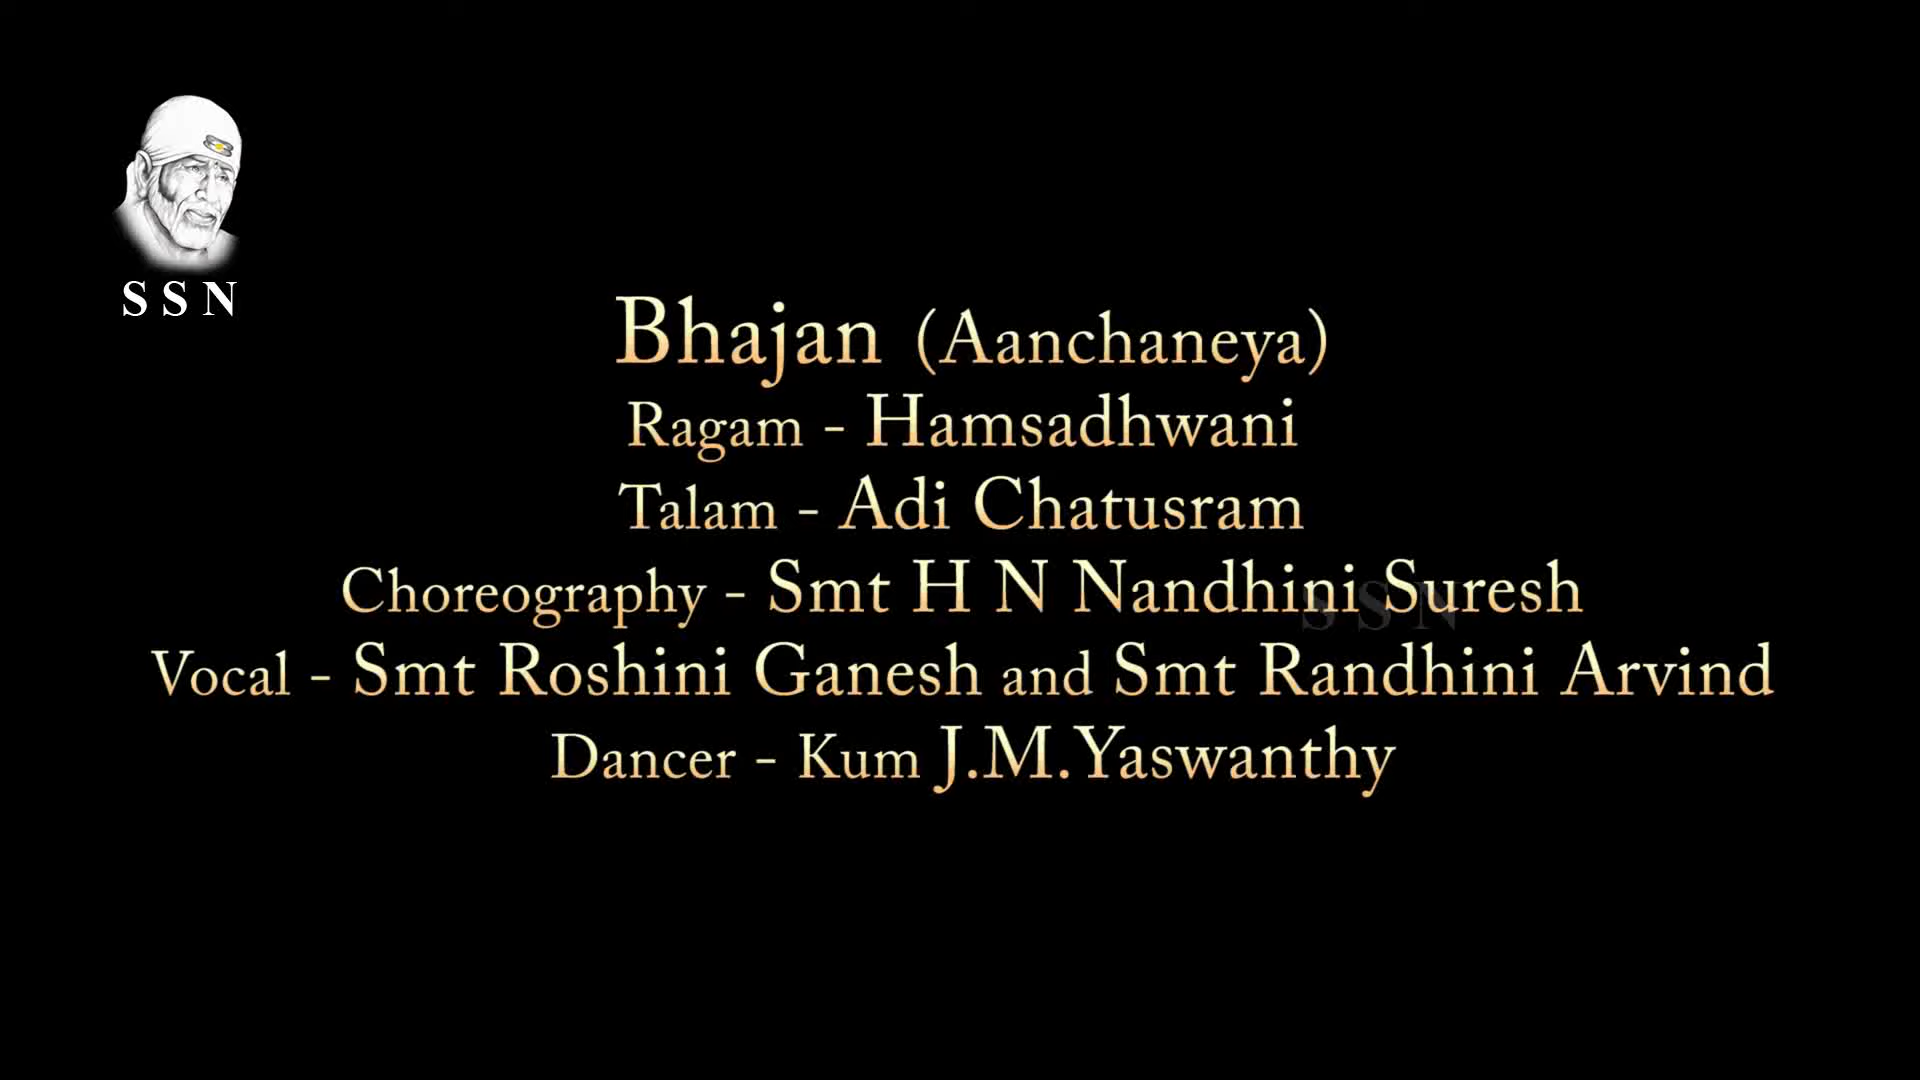 S S N
Bhajan (Aanchaneya)
Ragam - Hamsadhwani
Talam - Adi Chatusram
Choreography - Smt H N Nandhini Suresh
S S N
Vocal - Smt Roshini Ganesh and Smt Randhini Arvind
Dancer - Kum J.M.Yaswanthy